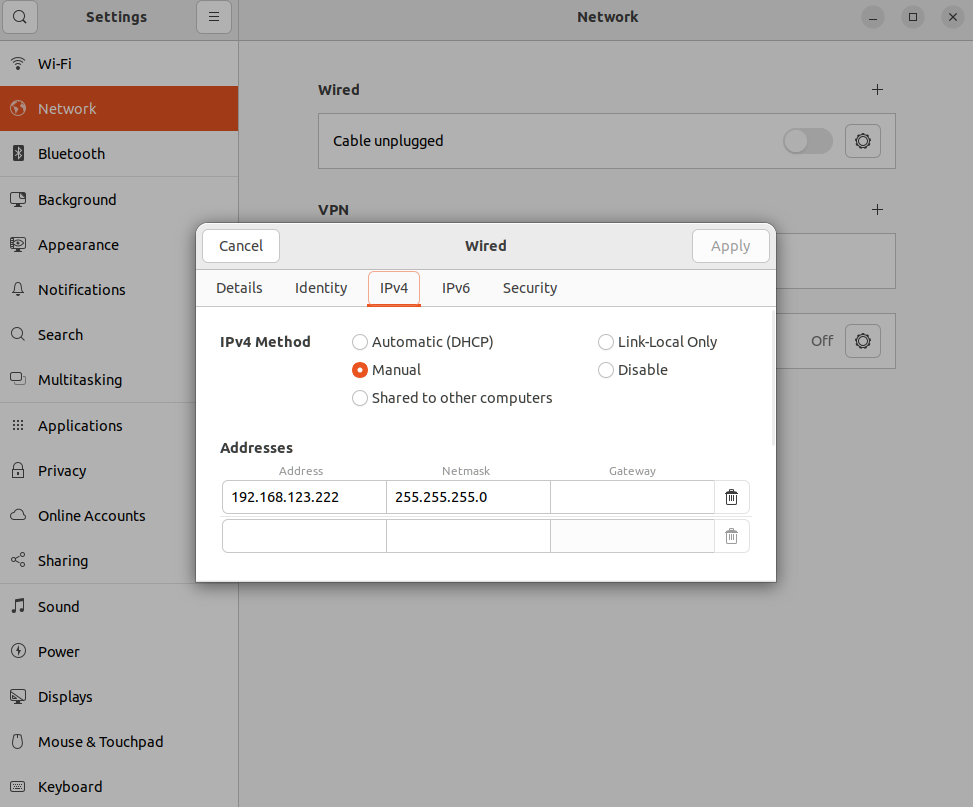 Settings
Network
Wi-Fi
Network
Bluetooth
Background
Appearance
Notifications
Search
Multitasking
Applications
Privacy
Online Accounts
Sharing
Sound
Power
Displays
Mouse & Touchpad
Keyboard
Wired
Cable unplugged
VPN
Off
Cancel
Wired
Apply
Details
Identity
IPv4
IPv6
Security
IPv4 Method
Automatic (DHCP)
Link-Local Only
Manual
Disable
Shared to other computers
Addresses
Address Netmask Gateway
192.168.123.222 255.255.255.0